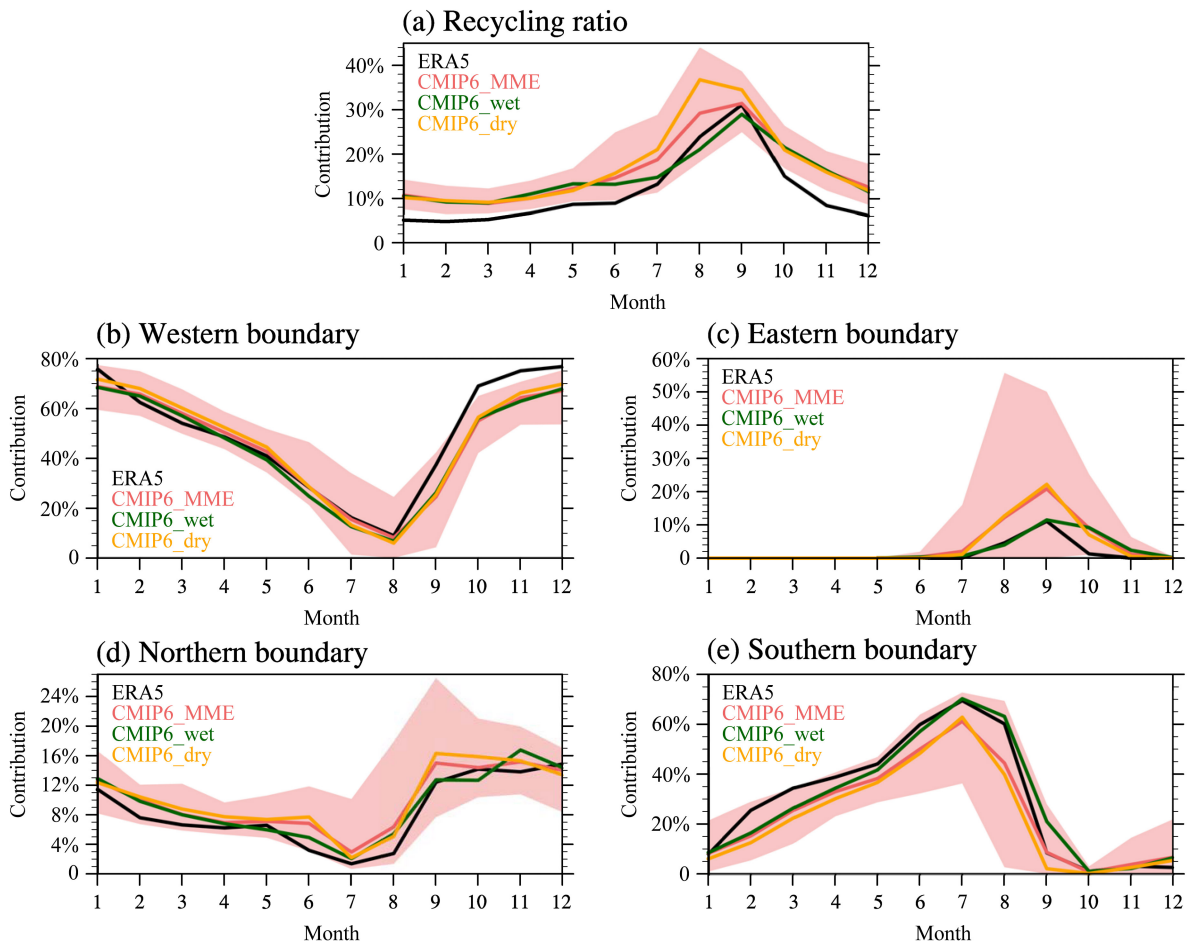 (a) Recycling ratio
ERA5
CMIP6_MME
CMIP6_wet
CMIP6_dry
Contribution
40%
30%
20%
10%
0
1 2 3 4 5 6 7 8 9 10 11 12
Month
(b) Western boundary
80%
60%
40%
20%
0
Contribution
ERA5
CMIP6_MME
CMIP6_wet
CMIP6_dry
1 2 3 4 5 6 7 8 9 10 11 12
Month
(c) Eastern boundary
60%
50%
40%
30%
20%
10%
0
Contribution
ERA5
CMIP6_MME
CMIP6_wet
CMIP6_dry
1 2 3 4 5 6 7 8 9 10 11 12
Month
(d) Northern boundary
24%
20%
16%
12%
8%
4%
0
Contribution
ERA5
CMIP6_MME
CMIP6_wet
CMIP6_dry
1 2 3 4 5 6 7 8 9 10 11 12
Month
(e) Southern boundary
80%
60%
40%
20%
0
Contribution
ERA5
CMIP6_MME
CMIP6_wet
CMIP6_dry
1 2 3 4 5 6 7 8 9 10 11 12
Month